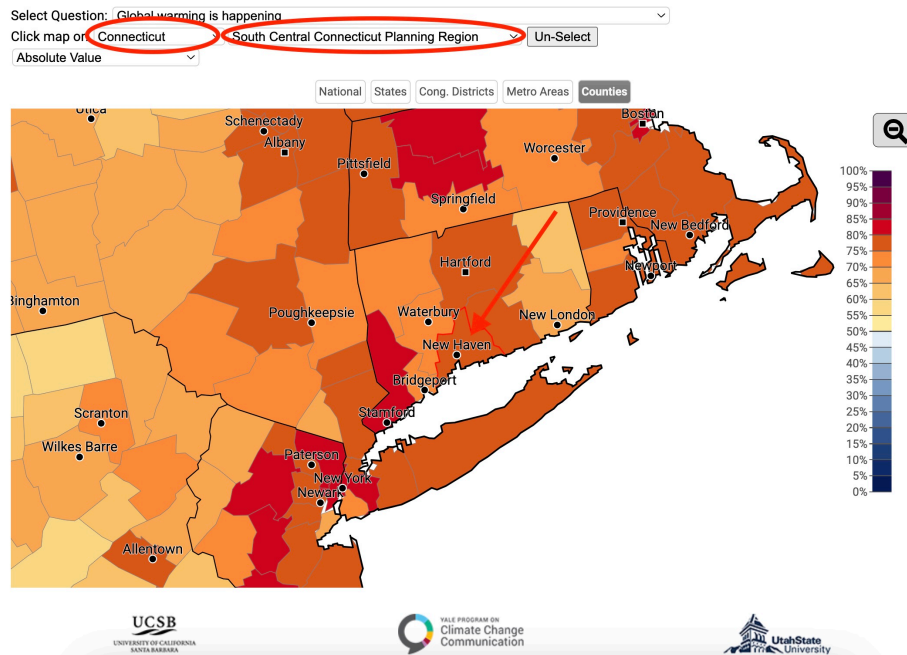 Select Question: Global warming is happening
Click map or Connecticut South Central Connecticut Planning Region Un-Select
Absolute Value
National States Cong. Districts Metro Areas Counties
Utica
Schenectady
Boston
Albany
Worcester
Pittsfield
Springfield
Providence
New Bedford
Hartford
Newport
Binghamton
Poughkeepsie
Waterbury
New London
New Haven
Bridgeport
Scranton
Stamford
Wilkes Barre
Paterson
New York
Newark
Allentown
100%
95%
90%
85%
80%
75%
70%
65%
60%
55%
50%
45%
40%
35%
30%
25%
20%
15%
10%
5%
0%
UCSB
UNIVERSITY OF CALIFORNIA
SANTA BARBARA
YALE PROGRAM ON
Climate Change
Communication
UtahState
University